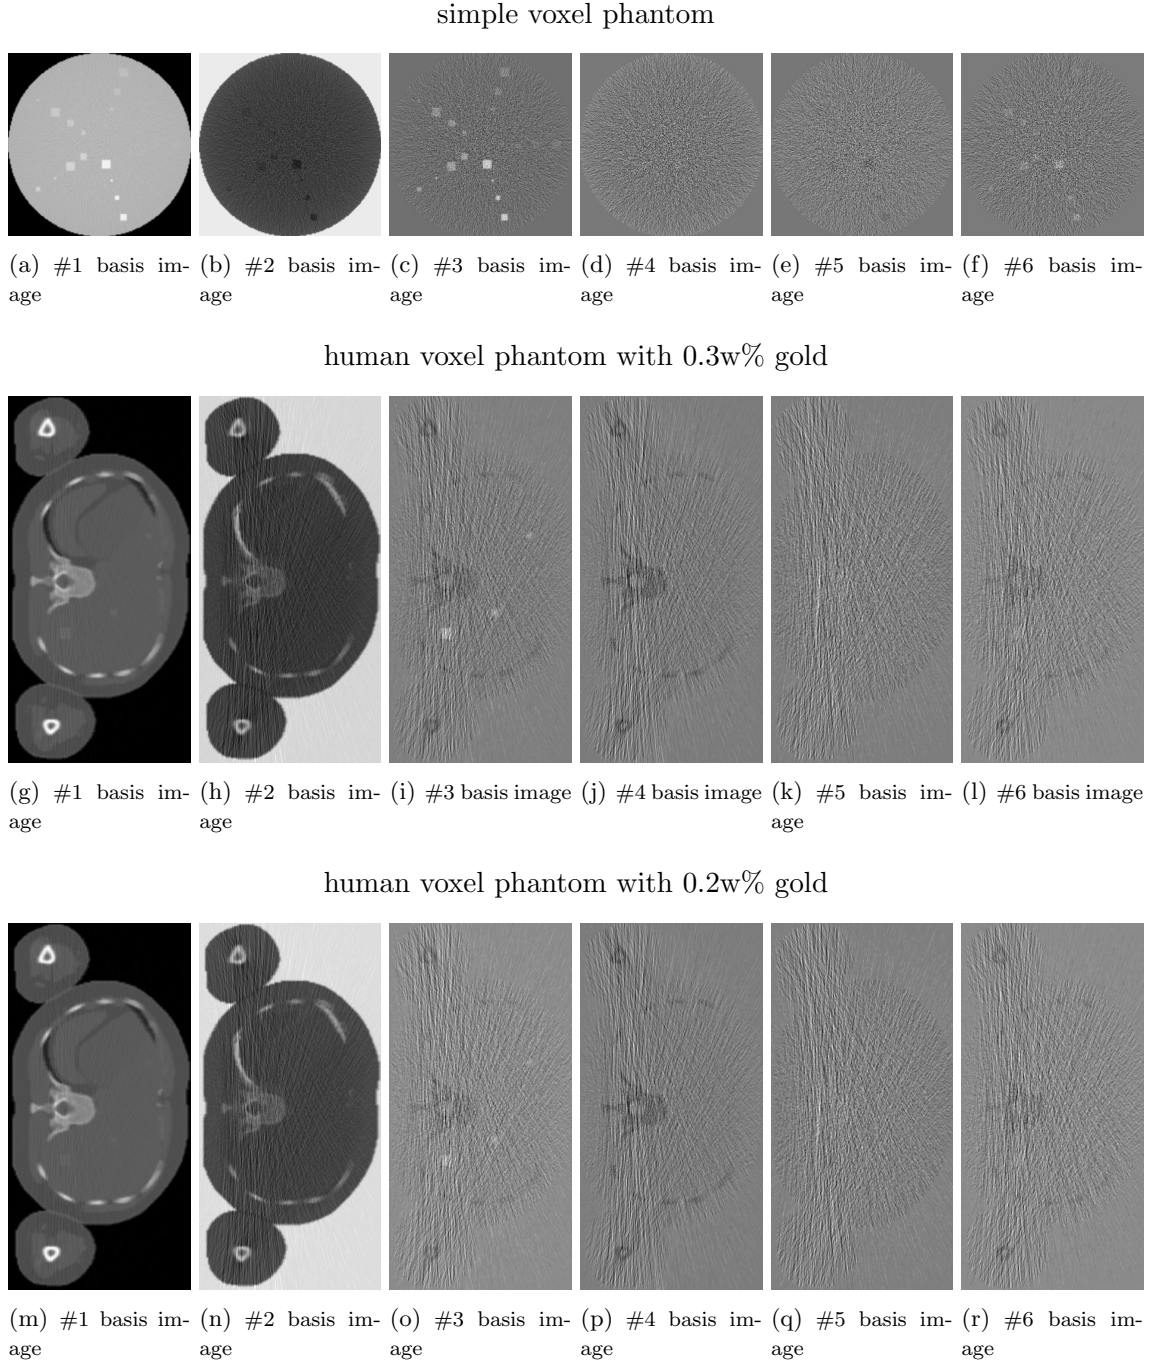 simple voxel phantom
(a) #1 basis im-
age
(b) #2 basis im-
age
(c) #3 basis im-
age
(d) #4 basis im-
age
(e) #5 basis im-
age
(f) #6 basis im-
age
human voxel phantom with 0.3w% gold
(g) #1 basis im-
age
(h) #2 basis im-
age
(i) #3 basis image
(j) #4 basis image
(k) #5 basis im-
age
(l) #6 basis image
human voxel phantom with 0.2w% gold
(m) #1 basis im-
age
(n) #2 basis im-
age
(o) #3 basis im-
age
(p) #4 basis im-
age
(q) #5 basis im-
age
(r) #6 basis im-
age